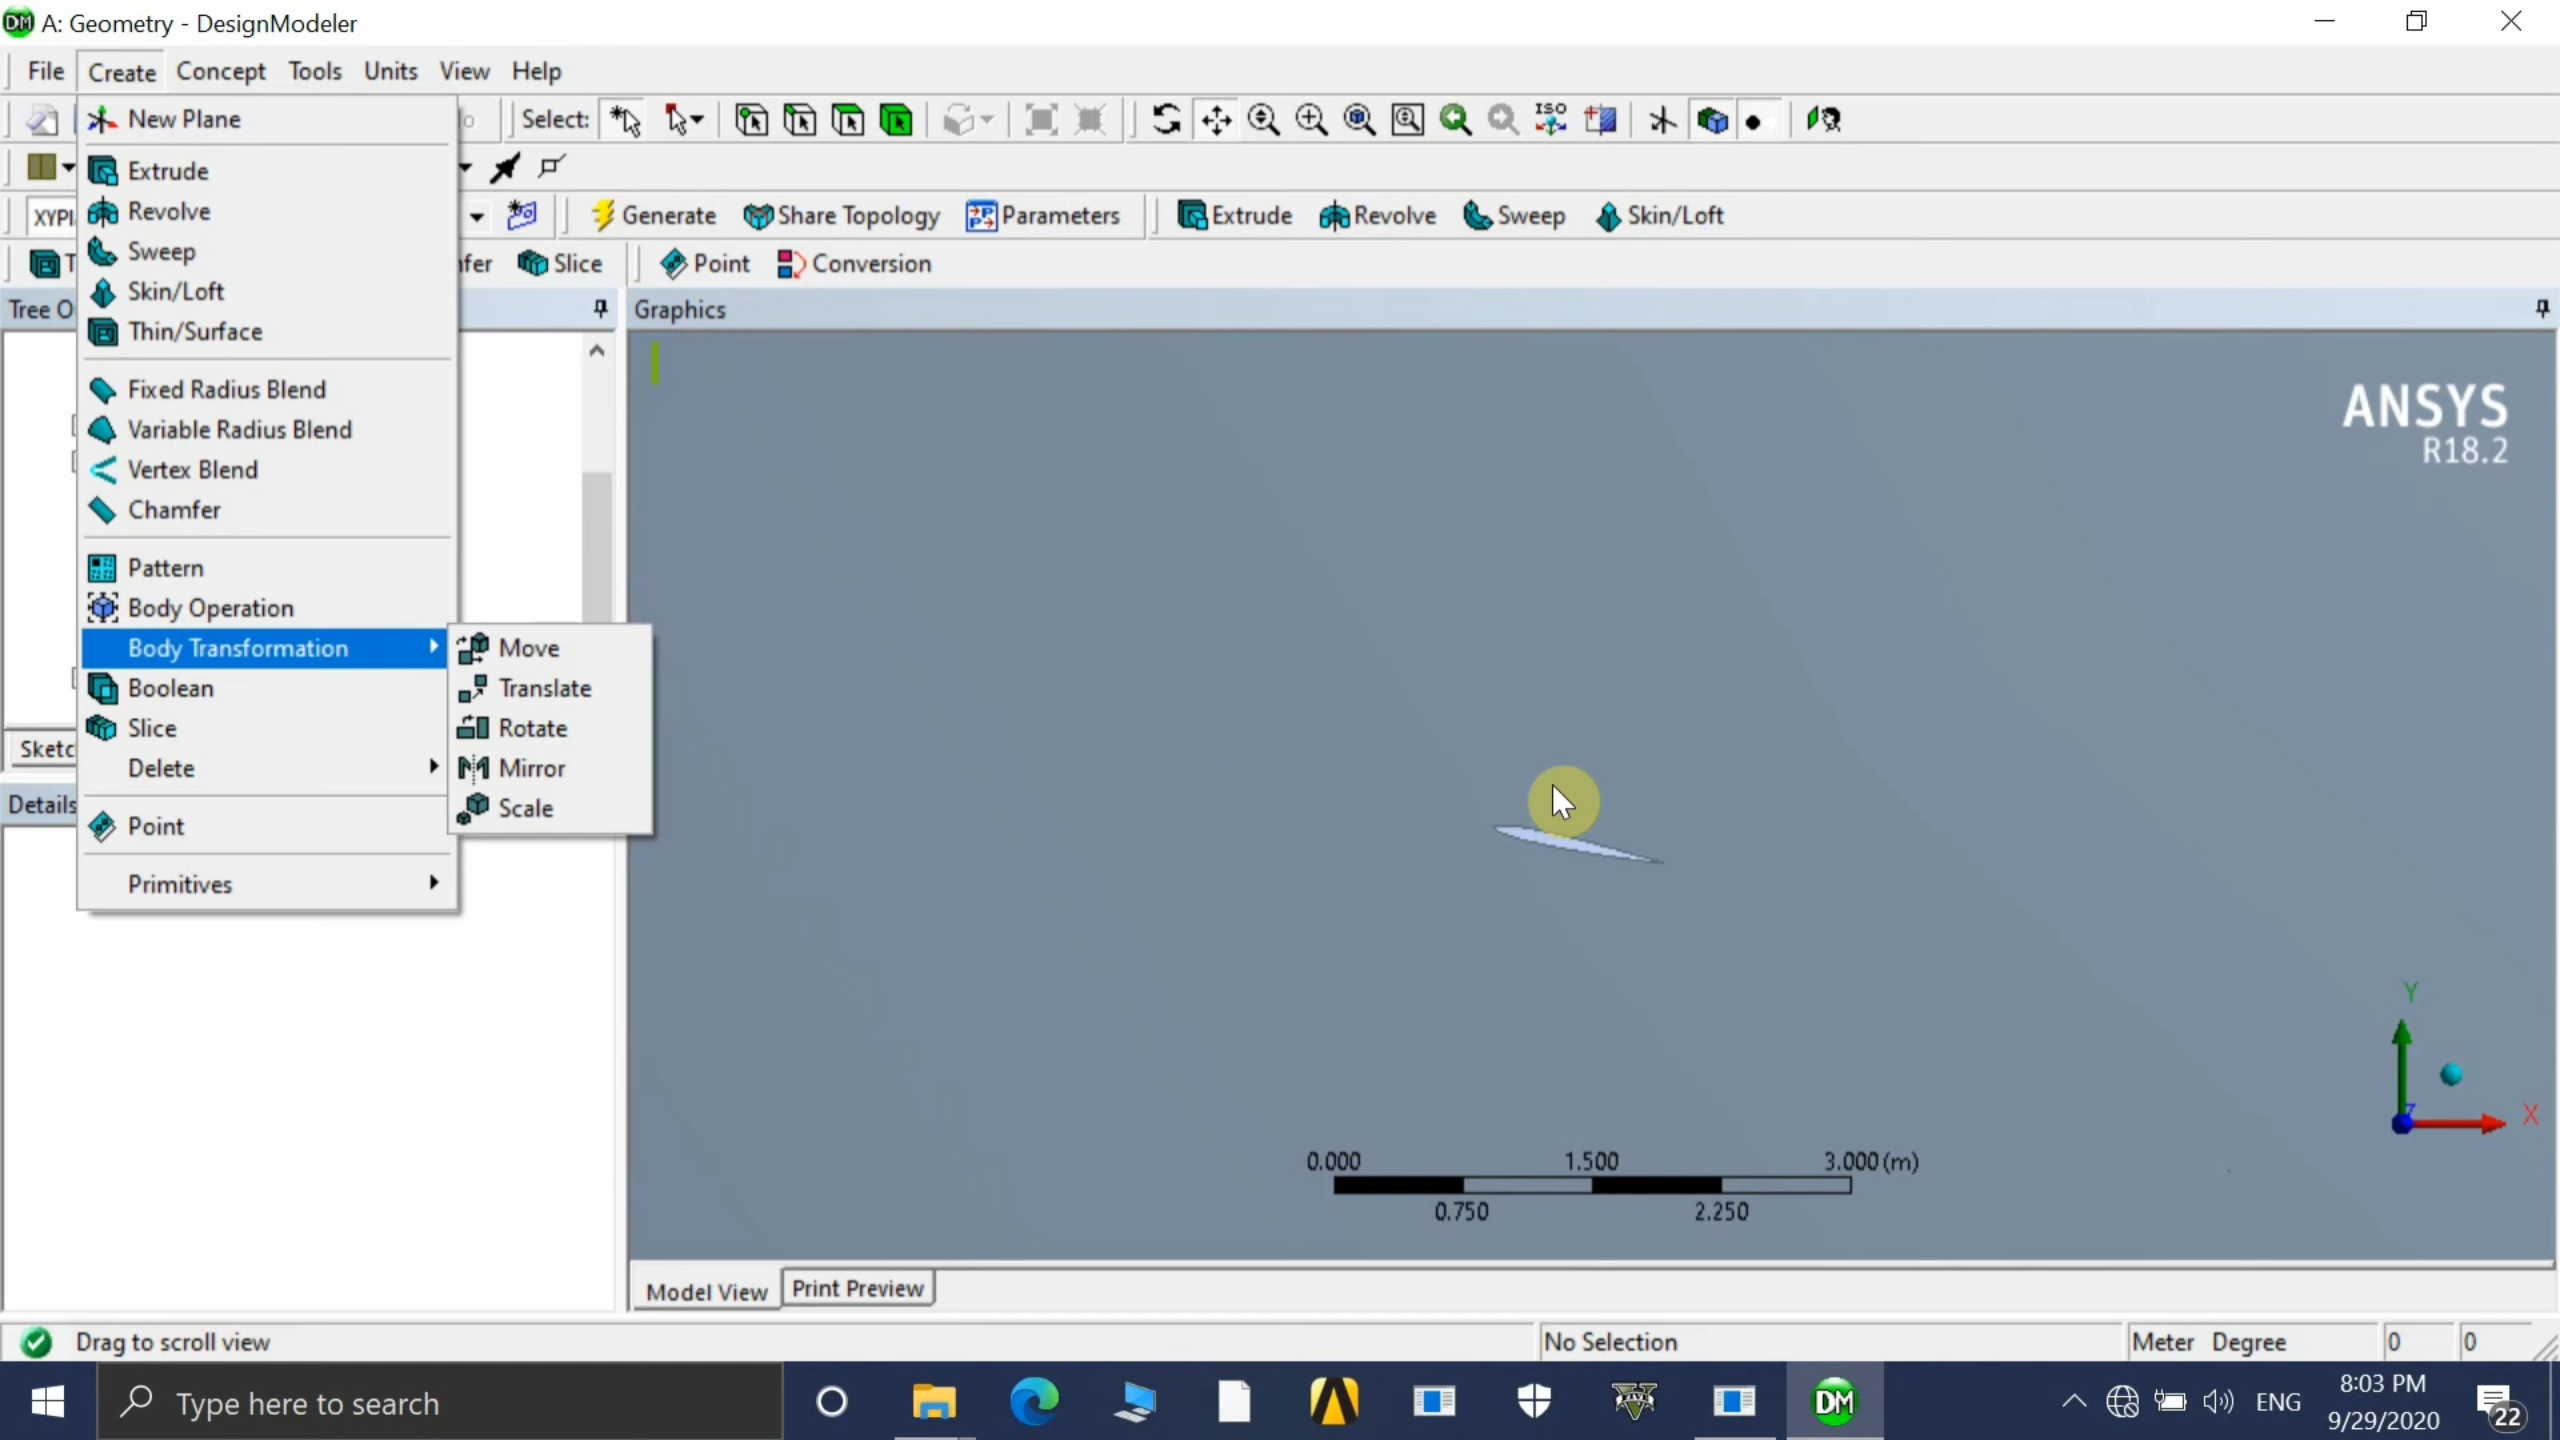 A: Geometry - DesignModeler
File Create Concept Tools Units View Help
New Plane
Select:
ISO
Extrude
Revolve
Sweep
Skin/Loft
Thin/Surface
Fixed Radius Blend
Variable Radius Blend
Vertex Blend
Chamfer
Pattern
Body Operation
Body Transformation
Boolean
Slice
Delete
Point
Primitives
Move
Translate
Rotate
Mirror
Scale
XYPl
Generate Share Topology Parameters Extrude Revolve Sweep Skin/Loft
T fer Slice Point Conversion
Tree O
Graphics
ANSYS
R18.2
Sketc
Details
Y
X
Z
0.000 1.500 3.000 (m)
0.750 2.250
Model View Print Preview
Drag to scroll view No Selection Meter Degree 0 0
Type here to search
DM
ENG
8:03 PM
9/29/2020
22